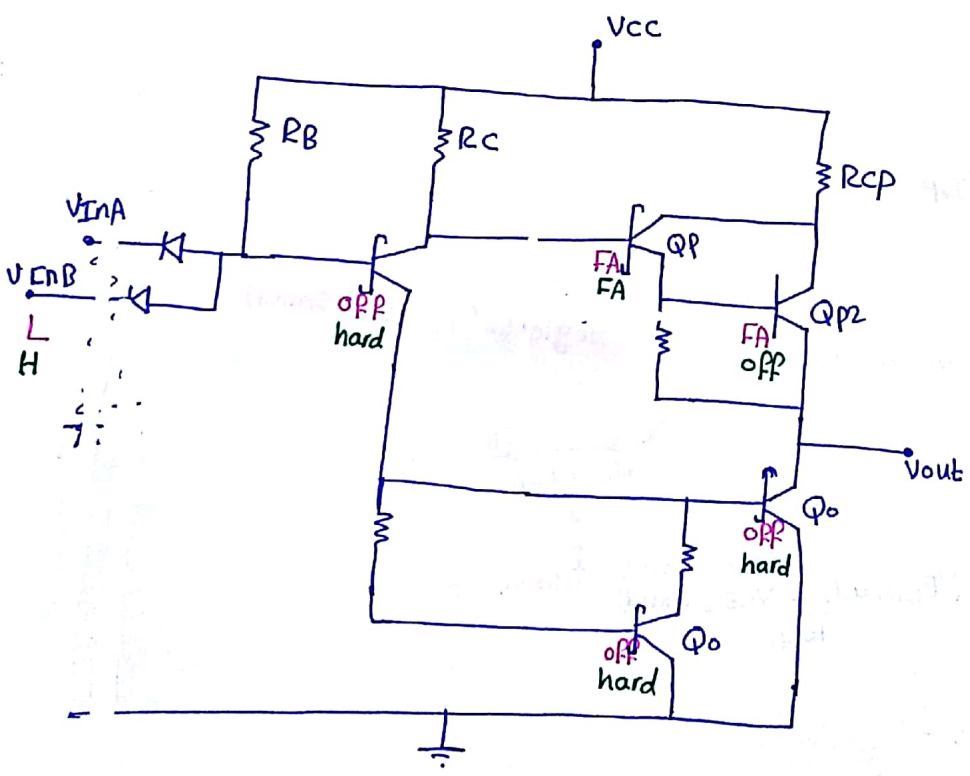 VCC
RB
RC
RCP
VInA
QP
FA
FA
VInB
QP2
L
H
off
hard
FA
off
Vout
Qo
off
hard
Qo
off
hard